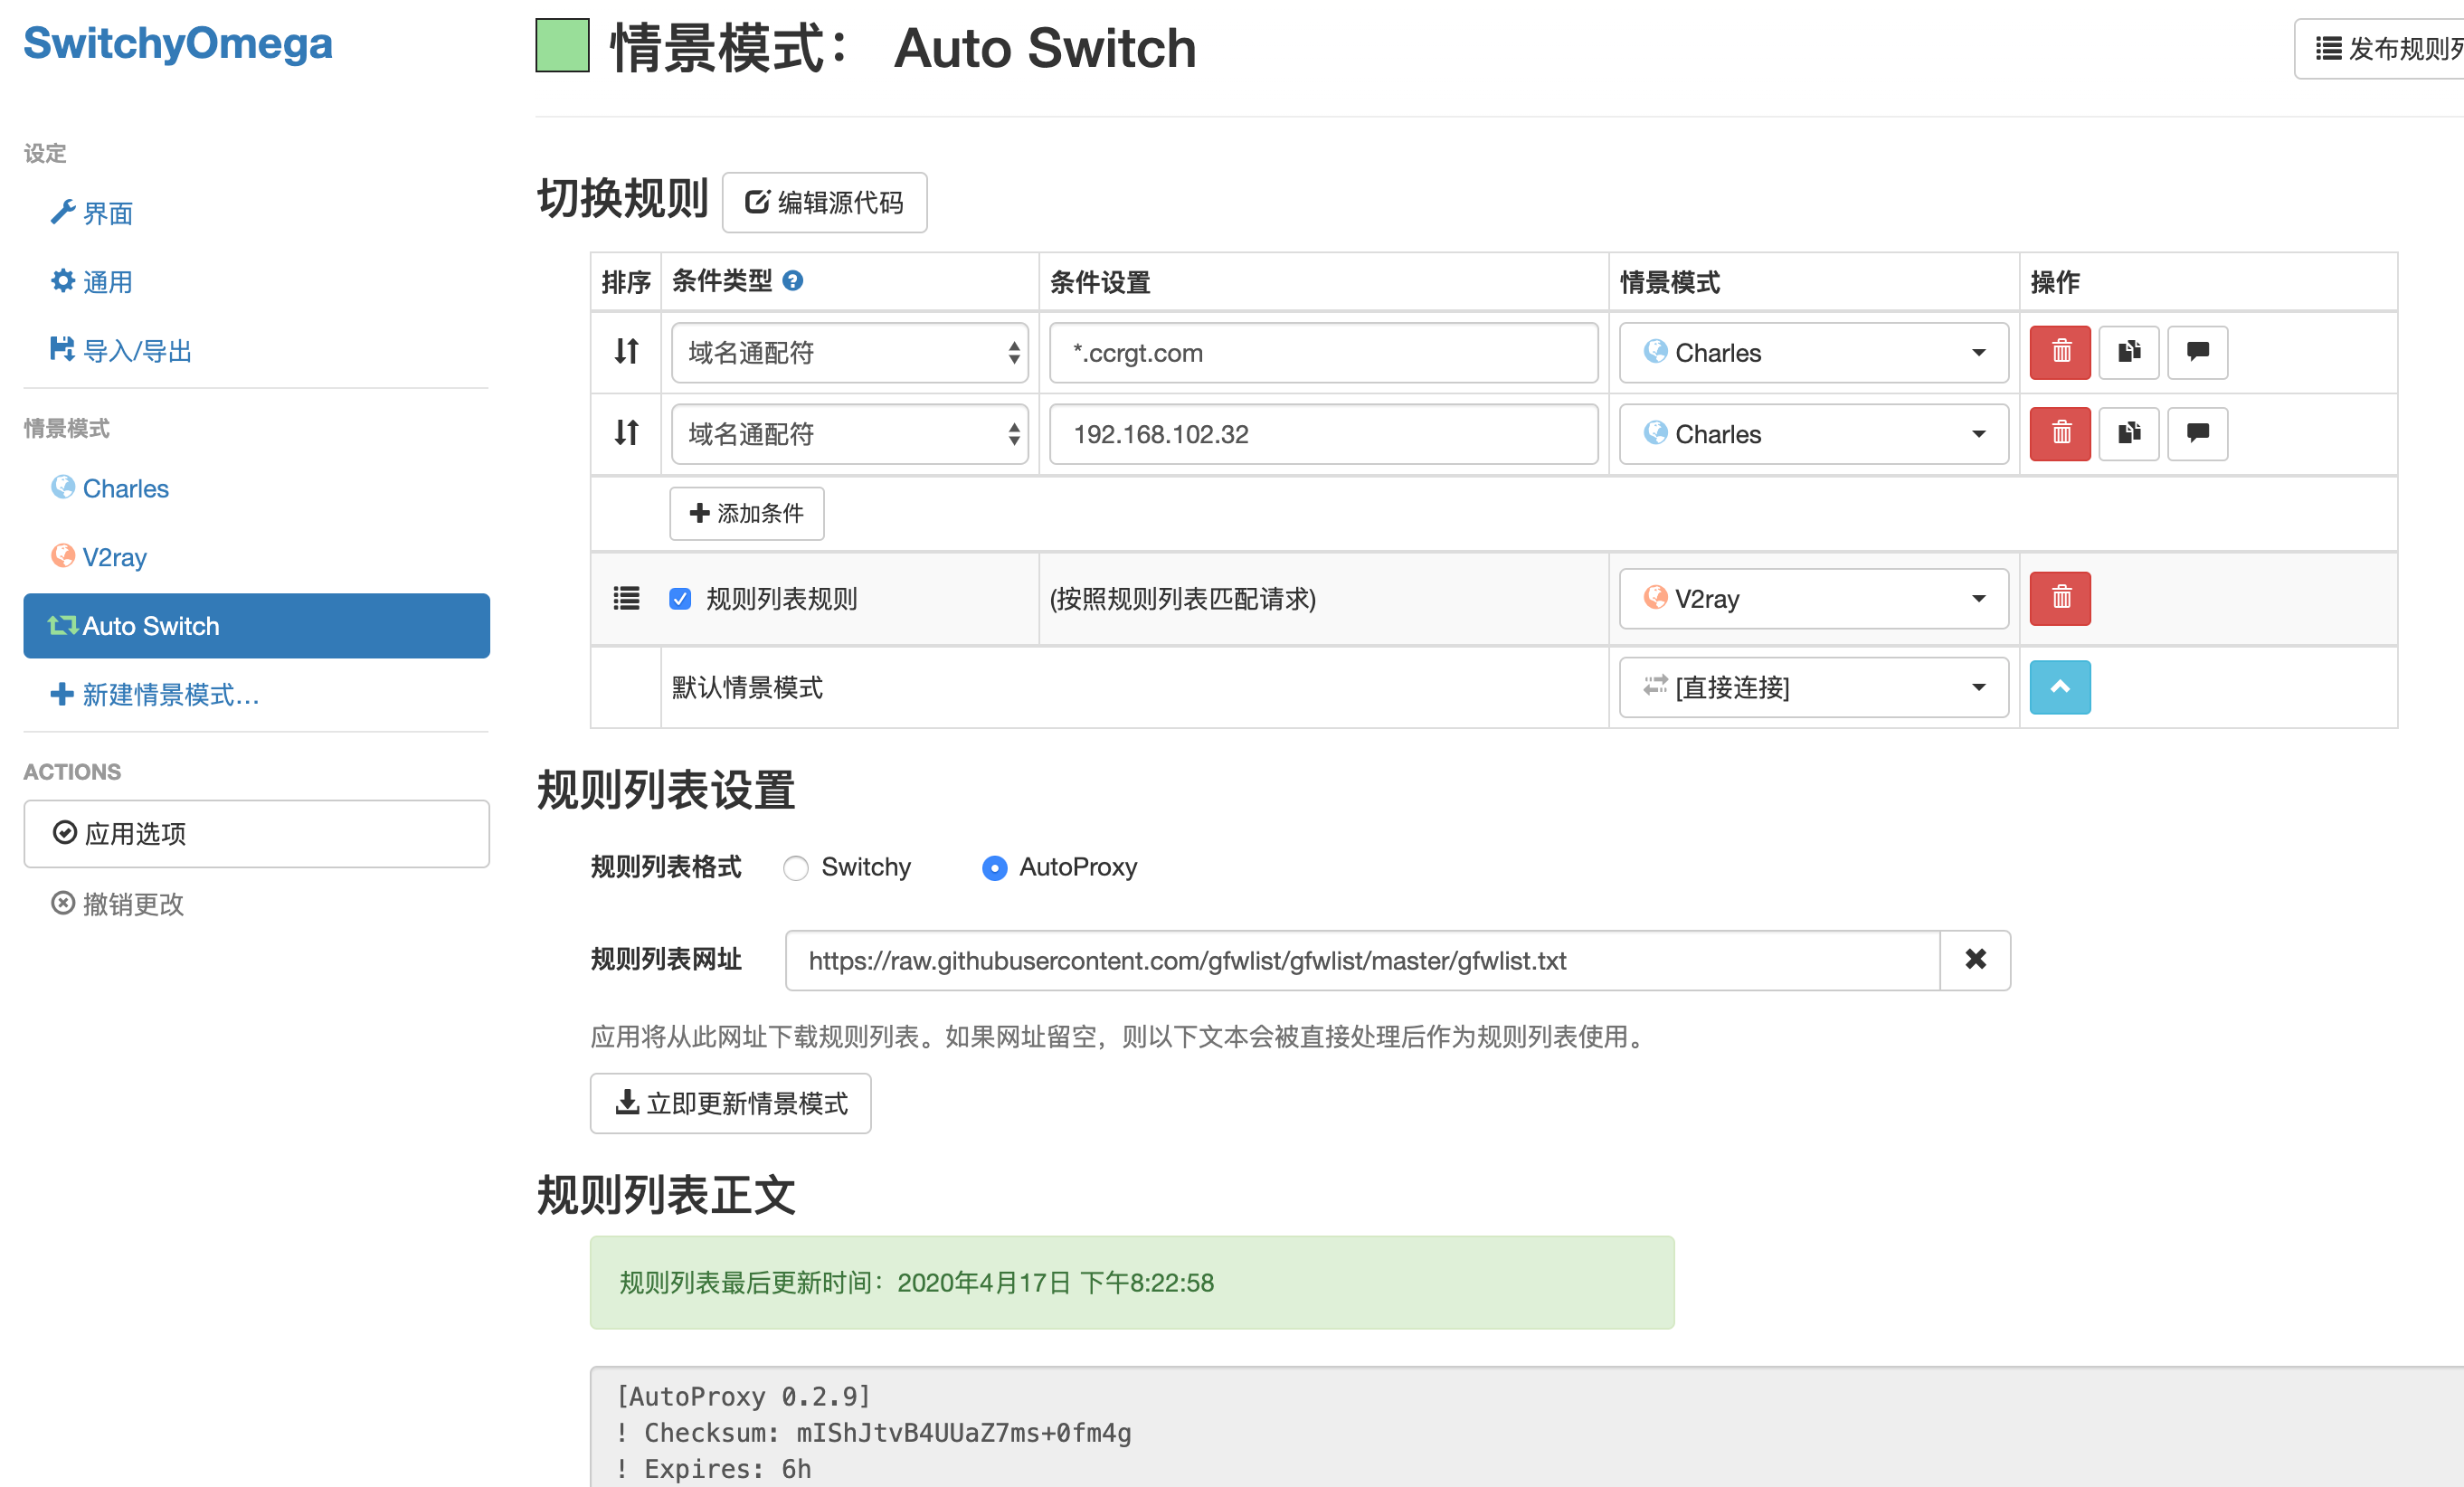 SwitchyOmega
设定
界面
通用
导入/导出
情景模式
Charles
V2ray
Auto Switch
新建情景模式...
ACTIONS
应用选项
撤销更改
情景模式： Auto Switch
发布规则列
切换规则 编辑源代码
排序 条件类型 条件设置 情景模式 操作
域名通配符 *.ccrgt.com Charles
域名通配符 192.168.102.32 Charles
添加条件
规则列表规则 (按照规则列表匹配请求) V2ray
默认情景模式 [直接连接]
规则列表设置
规则列表格式 Switchy AutoProxy
规则列表网址 https://raw.githubusercontent.com/gfwlist/gfwlist/master/gfwlist.txt
应用将从此网址下载规则列表。如果网址留空，则以下文本会被直接处理后作为规则列表使用。
立即更新情景模式
规则列表正文
规则列表最后更新时间：2020年4月17日 下午8:22:58
[AutoProxy 0.2.9]
! Checksum: mIShJtvB4UUaZ7ms+0fm4g
! Expires: 6h